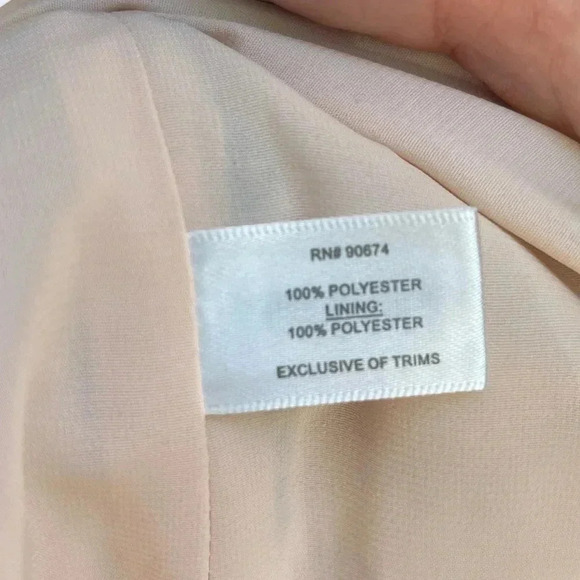 RN# 90674
100% POLYESTER
LINING:
100% POLYESTER
EXCLUSIVE OF TRIMS